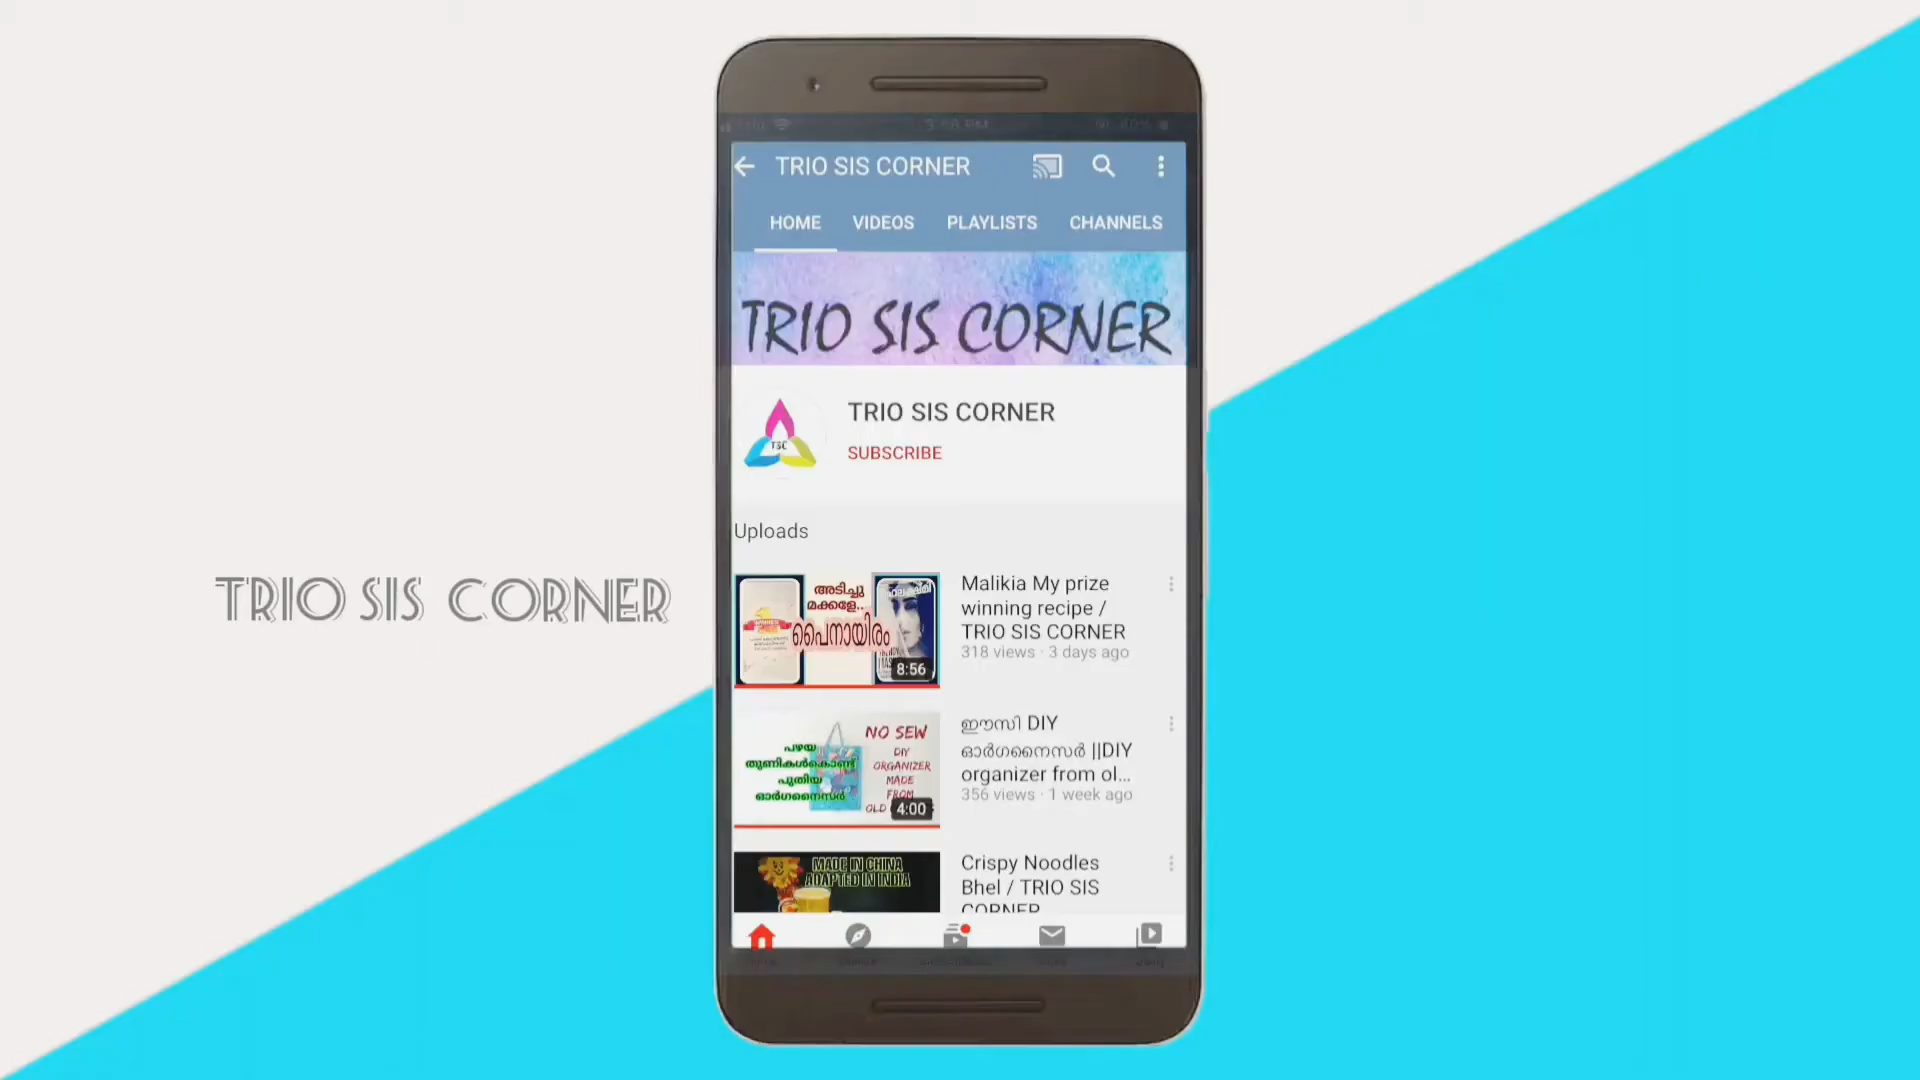 TRIO SIS CORNER
TRIO SIS CORNER
HOME VIDEOS PLAYLISTS CHANNELS
TRIO SIS CORNER
TSC
TRIO SIS CORNER
SUBSCRIBE
Uploads
അടിച്ചു
മക്കളേ..
പൈനായിരം
8:56
Malikia My prize
winning recipe /
TRIO SIS CORNER
318 views · 3 days ago
പഴയ
തുണികൾകൊണ്ട്
പുതിയ
ഓർഗനൈസർ
NO SEW
DIY
ORGANIZER
MADE
FROM
OLD
4:00
ഈസി DIY
ഓർഗനൈസർ ||DIY
organizer from ol...
356 views · 1 week ago
MADE IN CHINA
ADAPTED IN INDIA
Crispy Noodles
Bhel / TRIO SIS
CORNER